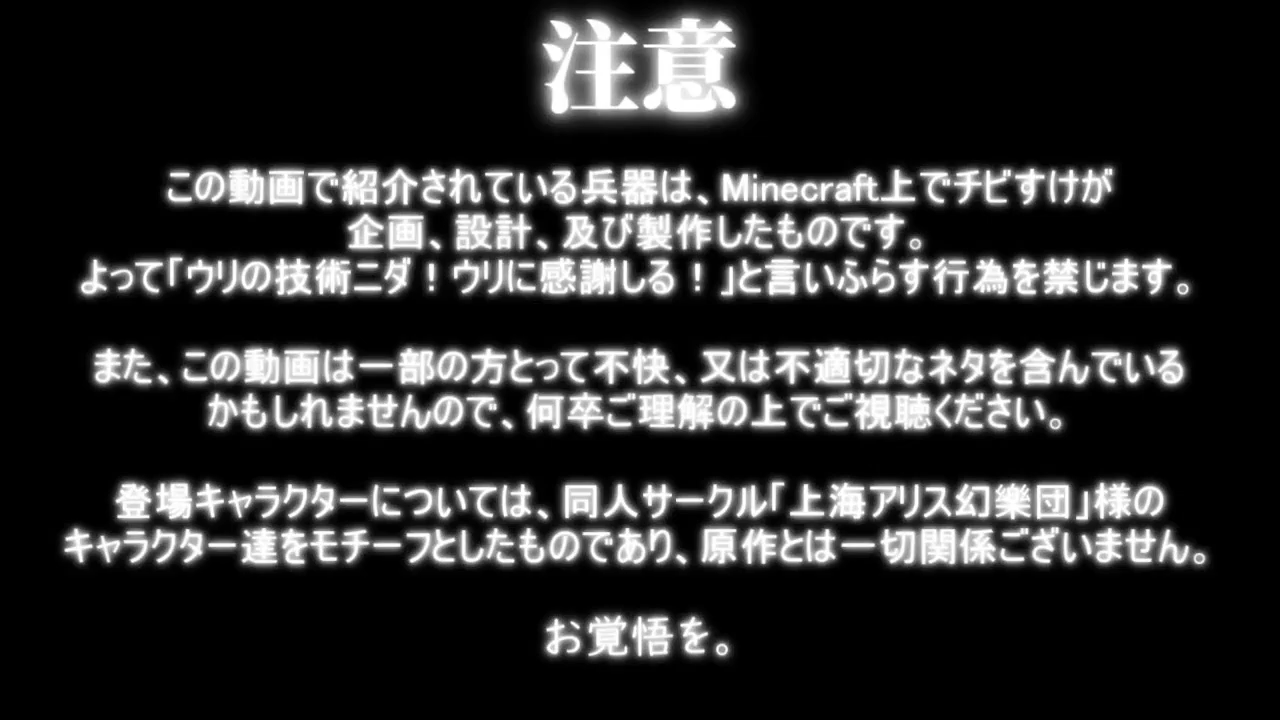 注意
この動画で紹介されている兵器は、Minecraft上でチビすけが
企画、設計、及び製作したものです。
よって「ウリの技術ニダ！ウリに感謝しる！」と言いふらす行為を禁じます。
また、この動画は一部の方とって不快、又は不適切なネタを含んでいる
かもしれませんので、何卒ご理解の上でご視聴ください。
登場キャラクターについては、同人サークル「上海アリス幻樂団」様の
キャラクター達をモチーフとしたものであり、原作とは一切関係ございません。
お覚悟を。